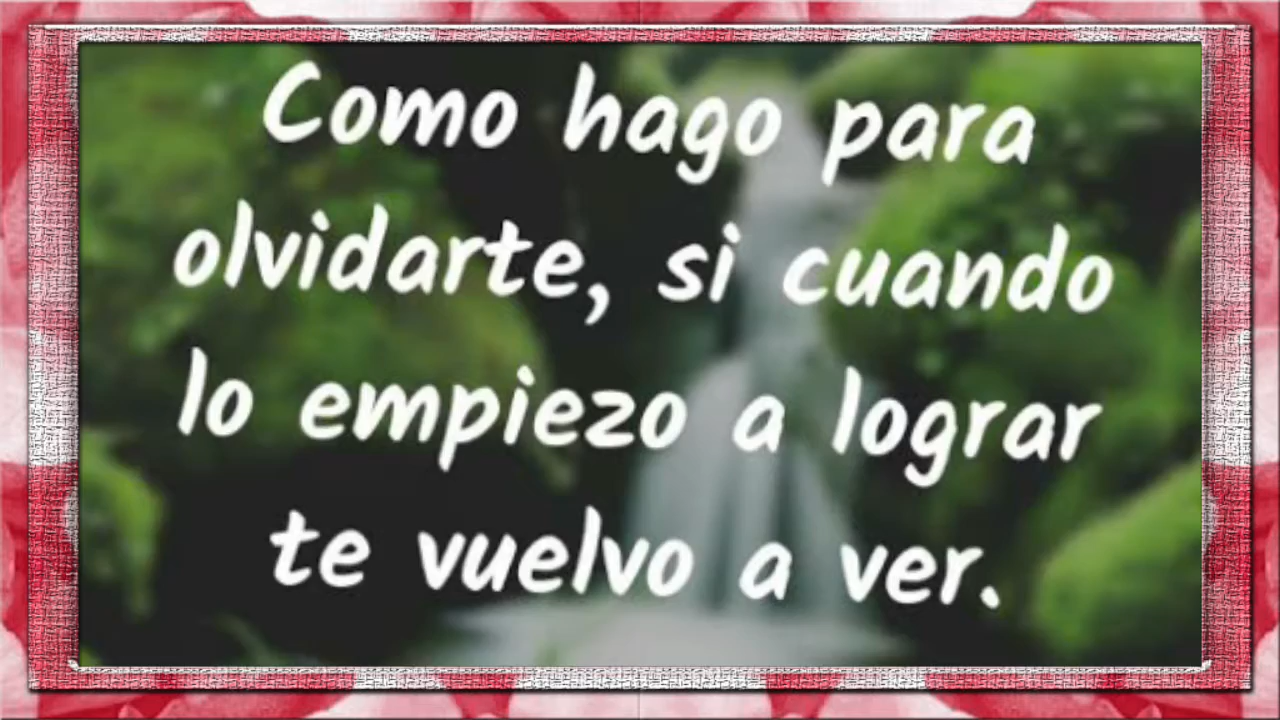 Como hago para
olvidarte, si cuando
lo empiezo a lograr
te vuelvo a ver.